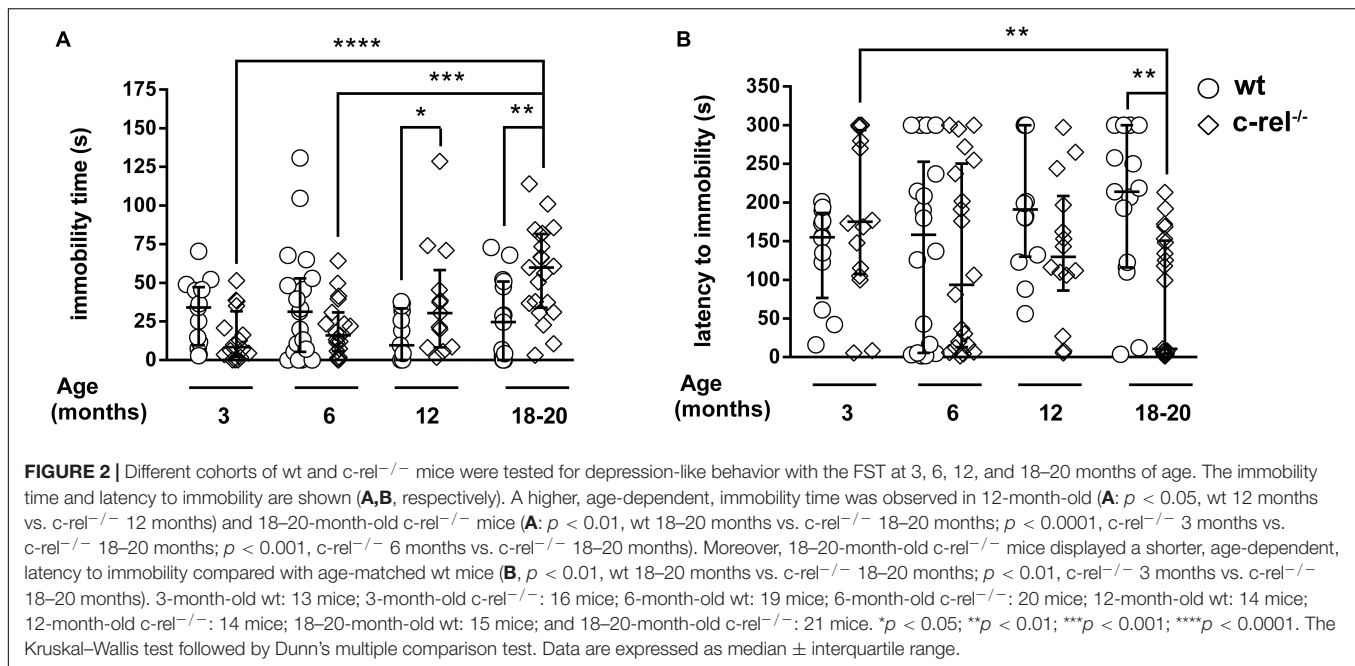 A
****
***
*
**
immobility time (s)
175
150
125
100
75
50
25
0
Age
(months)
3
6
12
18-20
B
**
**
latency to immobility (s)
350
300
250
200
150
100
50
0
Age
(months)
3
6
12
18-20
wt
c-rel-/-
FIGURE 2 | Different cohorts of wt and c-rel−/− mice were tested for depression-like behavior with the FST at 3, 6, 12, and 18–20 months of age. The immobility
time and latency to immobility are shown (A,B, respectively). A higher, age-dependent, immobility time was observed in 12-month-old (A: p < 0.05, wt 12 months
vs. c-rel−/− 12 months) and 18–20-month-old c-rel−/− mice (A: p < 0.01, wt 18–20 months vs. c-rel−/− 18–20 months; p < 0.0001, c-rel−/− 3 months vs.
c-rel−/− 18–20 months; p < 0.001, c-rel−/− 6 months vs. c-rel−/− 18–20 months). Moreover, 18–20-month-old c-rel−/− mice displayed a shorter, age-dependent,
latency to immobility compared with age-matched wt mice (B, p < 0.01, wt 18–20 months vs. c-rel−/− 18–20 months; p < 0.01, c-rel−/− 3 months vs. c-rel−/−
18–20 months). 3-month-old wt: 13 mice; 3-month-old c-rel−/−: 16 mice; 6-month-old wt: 19 mice; 6-month-old c-rel−/−: 20 mice; 12-month-old wt: 14 mice;
12-month-old c-rel−/−: 14 mice; 18–20-month-old wt: 15 mice; and 18–20-month-old c-rel−/−: 21 mice. *p < 0.05; **p < 0.01; ***p < 0.001; ****p < 0.0001. The
Kruskal–Wallis test followed by Dunn's multiple comparison test. Data are expressed as median ± interquartile range.